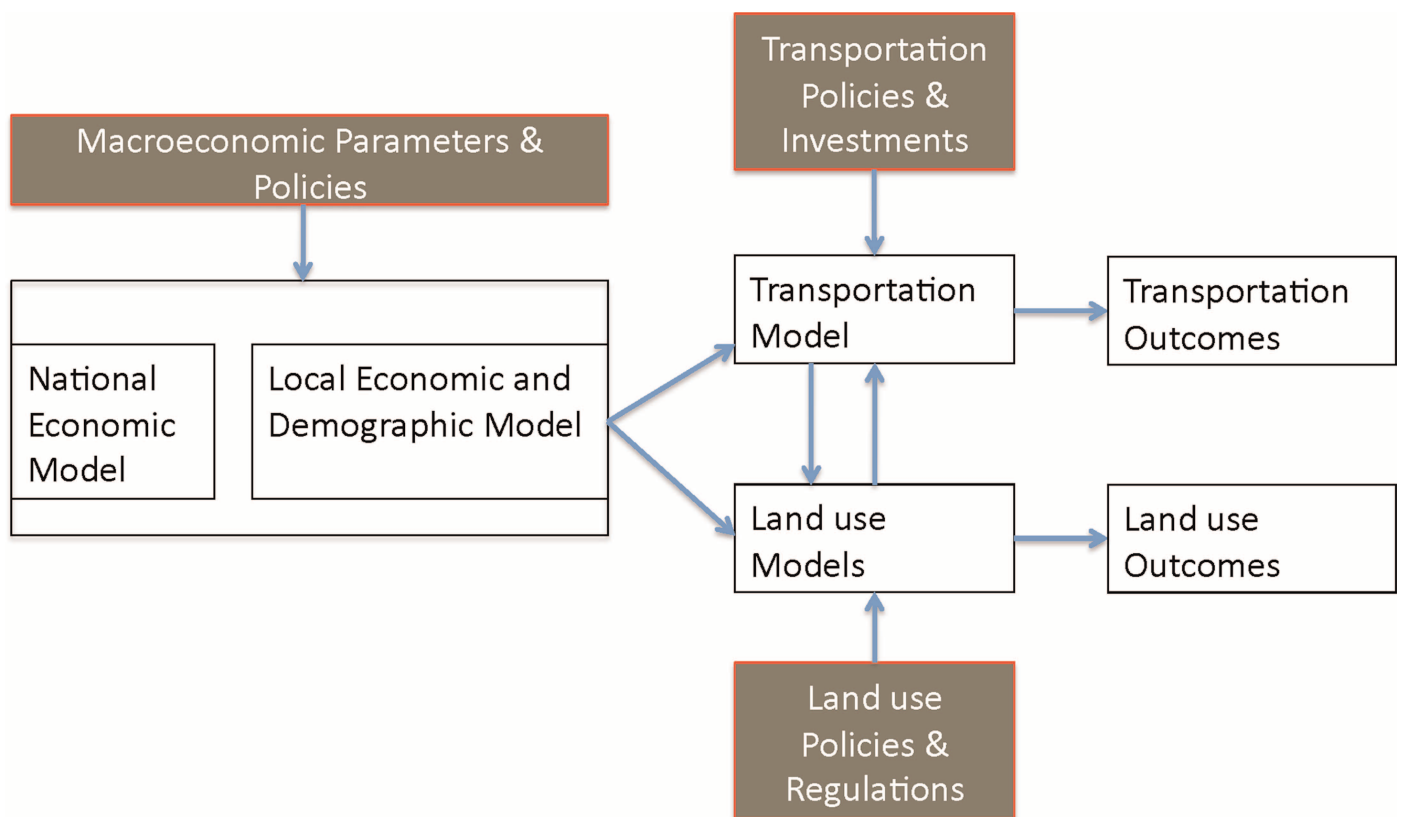 Macroeconomic Parameters &
Policies
National
Economic
Model
Local Economic and
Demographic Model
Transportation
Policies &
Investments
Transportation
Model
Transportation
Outcomes
Land use
Models
Land use
Outcomes
Land use
Policies &
Regulations